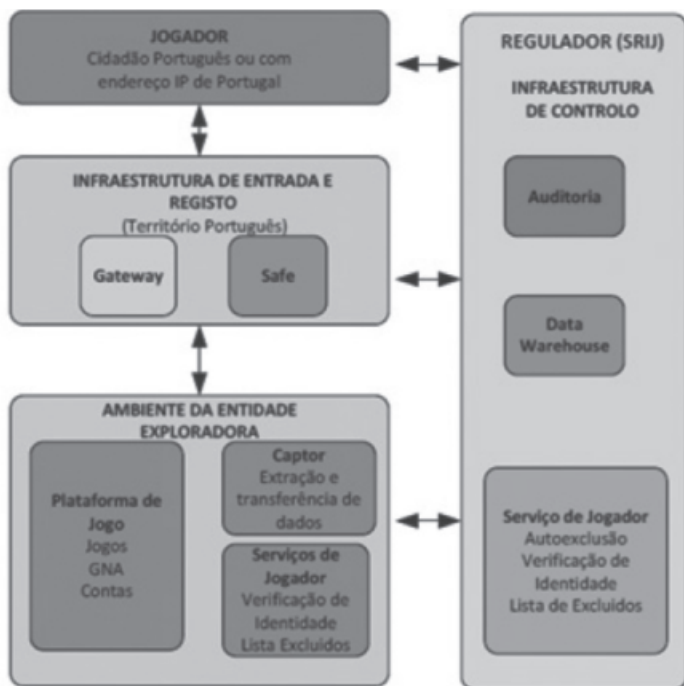 JOGADOR
Cidadão Português ou com
endereço IP de Portugal
INFRAESTRUTURA DE ENTRADA E
REGISTO
(Território Português)
Gateway
Safe
AMBIENTE DA ENTIDADE
EXPLORADORA
Plataforma de
Jogo
Jogos
GNA
Contas
Captor
Extração e
transferência de
dados
Serviços de
Jogador
Verificação de
Identidade
Lista Excluidos
REGULADOR (SRIJ)
INFRAESTRUTURA
DE CONTROLO
Auditoria
Data
Warehouse
Serviço de Jogador
Autoexclusão
Verificação de
Identidade
Lista de Excluidos